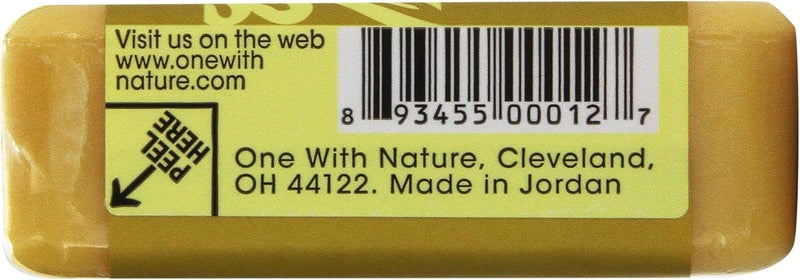 Visit us on the web
www.onewith
nature.com
8 93455 00012 7
PEEL
HERE
One With Nature, Cleveland,
OH 44122. Made in Jordan